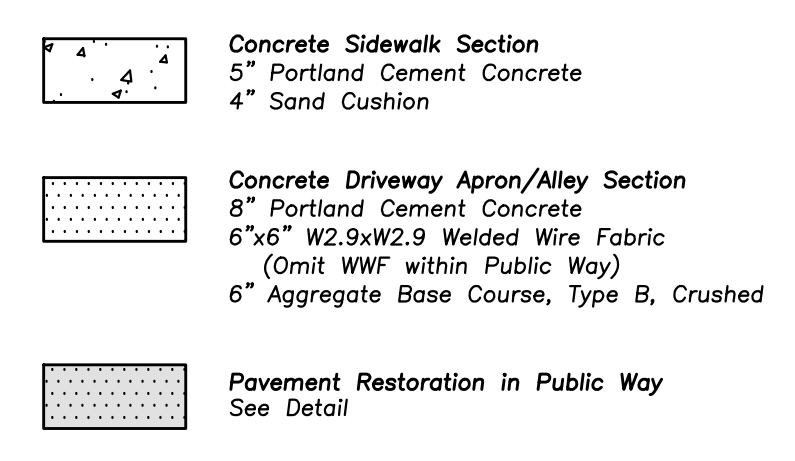 Concrete Sidewalk Section
5" Portland Cement Concrete
4" Sand Cushion
Concrete Driveway Apron/Alley Section
8" Portland Cement Concrete
6"x6" W2.9xW2.9 Welded Wire Fabric
(Omit WWF within Public Way)
6" Aggregate Base Course, Type B, Crushed
Pavement Restoration in Public Way
See Detail